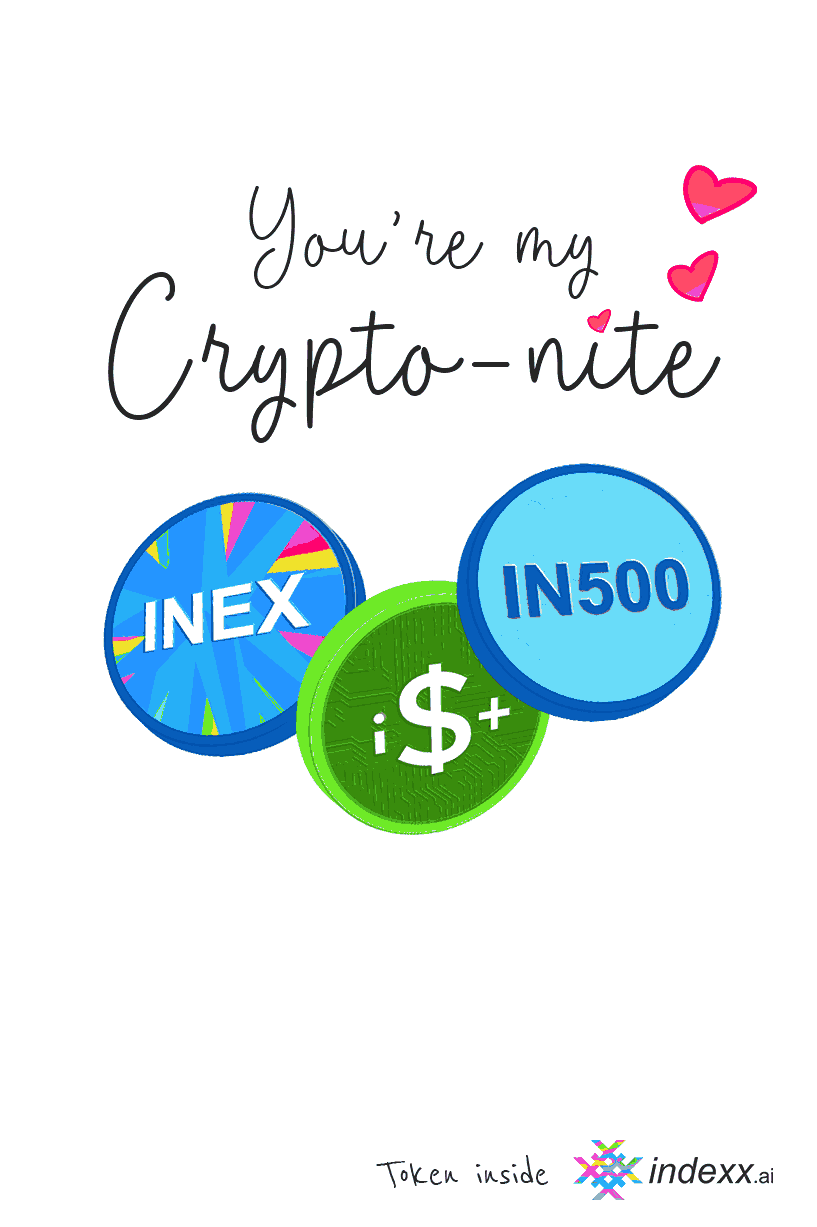 You're my
Crypto-nite
INEX
IN500
i$+
Token inside
indexx.ai